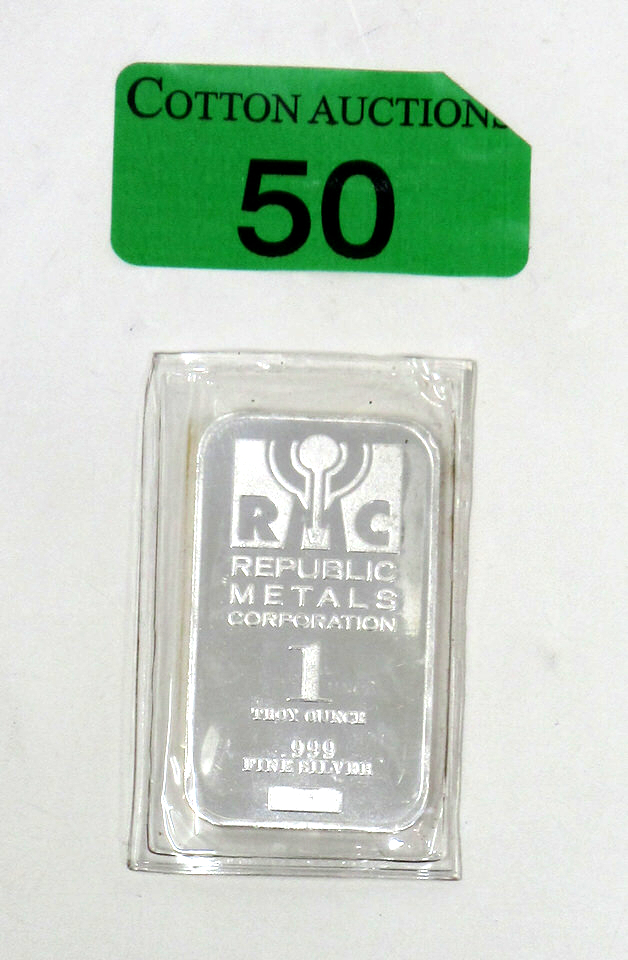 COTTON AUCTIONS
50
RMC
REPUBLIC
METALS
CORPORATION
1
TROY OUNCE
.999
FINE SILVER